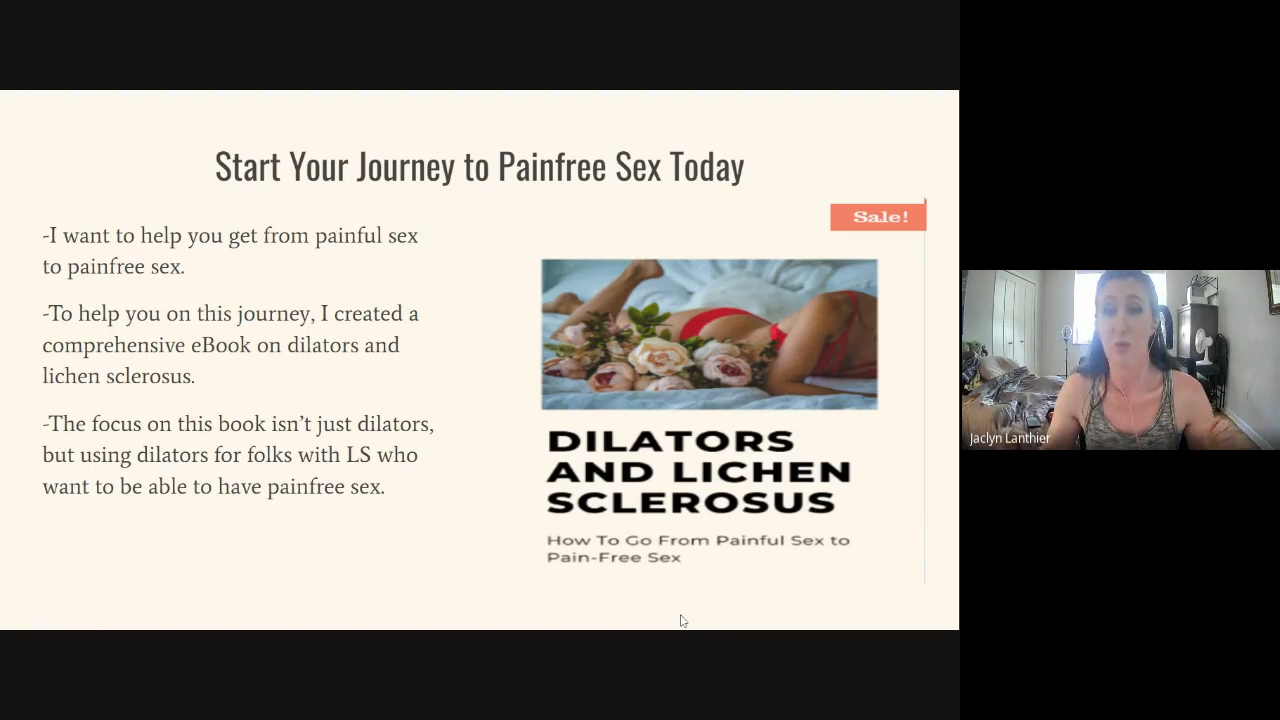 Start Your Journey to Painfree Sex Today
-I want to help you get from painful sex
to painfree sex.
-To help you on this journey, I created a
comprehensive eBook on dilators and
lichen sclerosus.
-The focus on this book isn’t just dilators,
but using dilators for folks with LS who
want to be able to have painfree sex.
Sale!
DILATORS
AND LICHEN
SCLEROSUS
How To Go From Painful Sex to
Pain-Free Sex
Jaclyn Lanthier